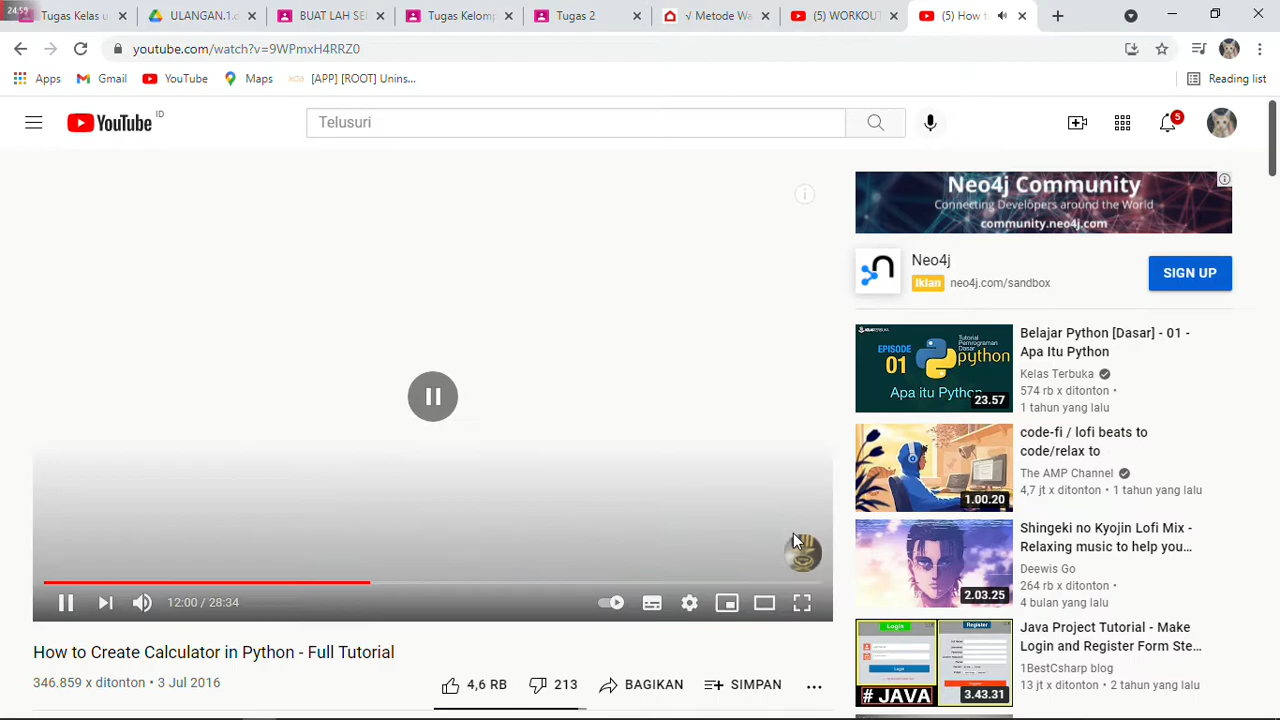 24.59
Tugas Kelas u
ULANGAN.1.d
BUAT LAH SE
Tugas Kelomp
Tugas 2
√ Metode Wa
(5) WORKOUT
(5) How t
youtube.com/watch?v=9WPmxH4RRZ0
Apps
Gmail
YouTube
Maps
[APP] [ROOT] Unins...
Reading list
YouTube ID
Telusuri
5
Neo4j Community
Connecting Developers around the World
community.neo4j.com
Neo4j
Iklan neo4j.com/sandbox
SIGN UP
KELAS TERBUKA
EPISODE
01
Tutorial
Pemrograman
Dasar
python
Apa itu Python
23.57
Belajar Python [Dasar] - 01 -
Apa Itu Python
Kelas Terbuka
574 rb x ditonton •
1 tahun yang lalu
1.00.20
code-fi / lofi beats to
code/relax to
The AMP Channel
4,7 jt x ditonton • 1 tahun yang lalu
2.03.25
Shingeki no Kyojin Lofi Mix -
Relaxing music to help you...
Deewis Go
264 rb x ditonton •
4 bulan yang lalu
Login
Register
# JAVA
3.43.31
Java Project Tutorial - Make
Login and Register Form Ste...
1BestCsharp blog
13 jt x ditonton • 2 tahun yang lalu
12:00 / 28:34
How to Create Calculator in Python - Full Tutorial
346.859 x ditonton •
213
BAGIKAN
SIMPAN